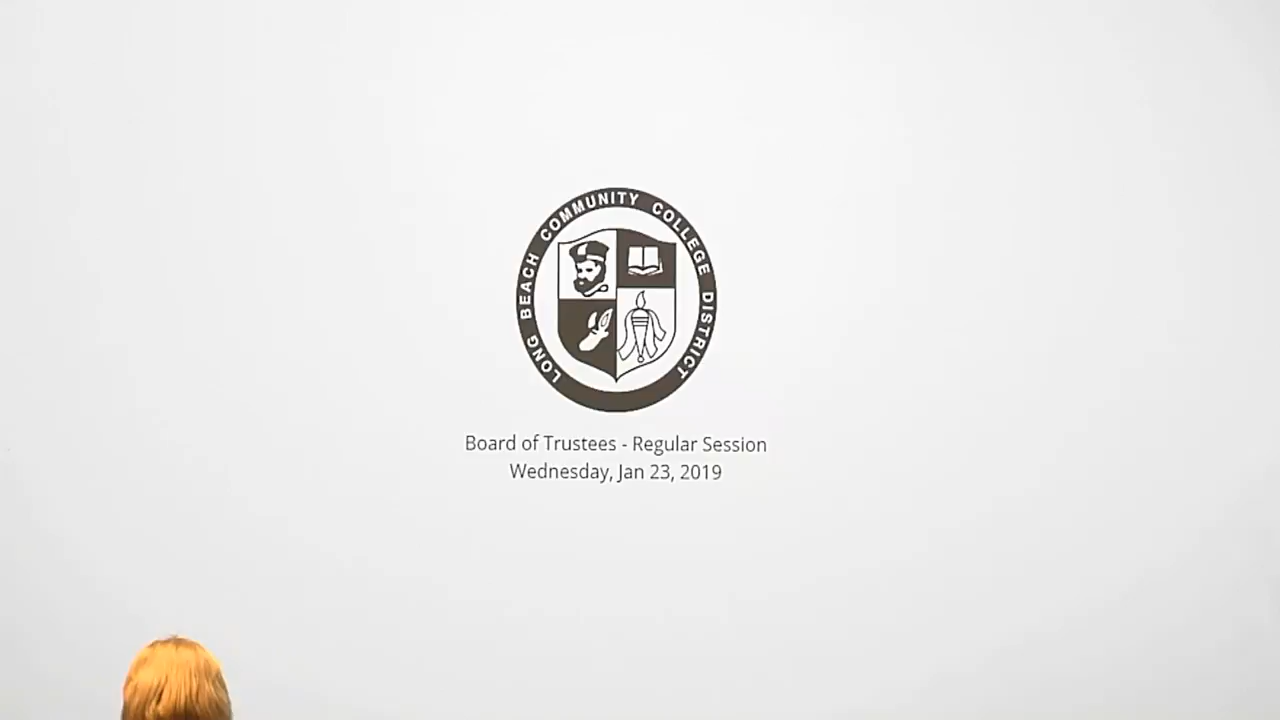 LONG BEACH COMMUNITY COLLEGE DISTRICT
Board of Trustees - Regular Session
Wednesday, Jan 23, 2019